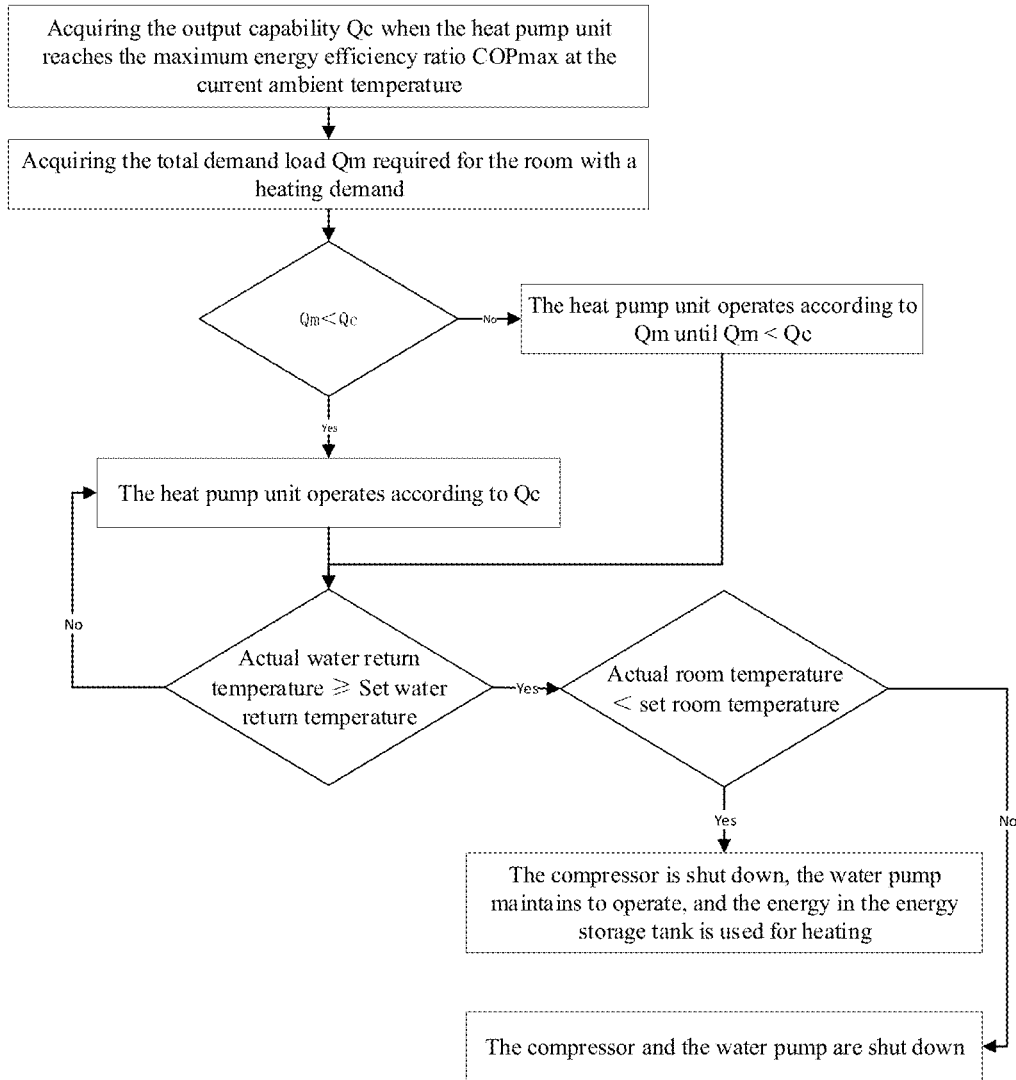 Acquiring the output capability Qc when the heat pump unit
reaches the maximum energy efficiency ratio COPmax at the
current ambient temperature
Acquiring the total demand load Qm required for the room with a
heating demand
Qm<Qc
No
The heat pump unit operates according to
Qm until Qm < Qc
Yes
The heat pump unit operates according to Qc
No
Actual water return
temperature ≥ Set water
return temperature
Yes
Actual room temperature
< set room temperature
Yes
No
The compressor is shut down, the water pump
maintains to operate, and the energy in the energy
storage tank is used for heating
The compressor and the water pump are shut down